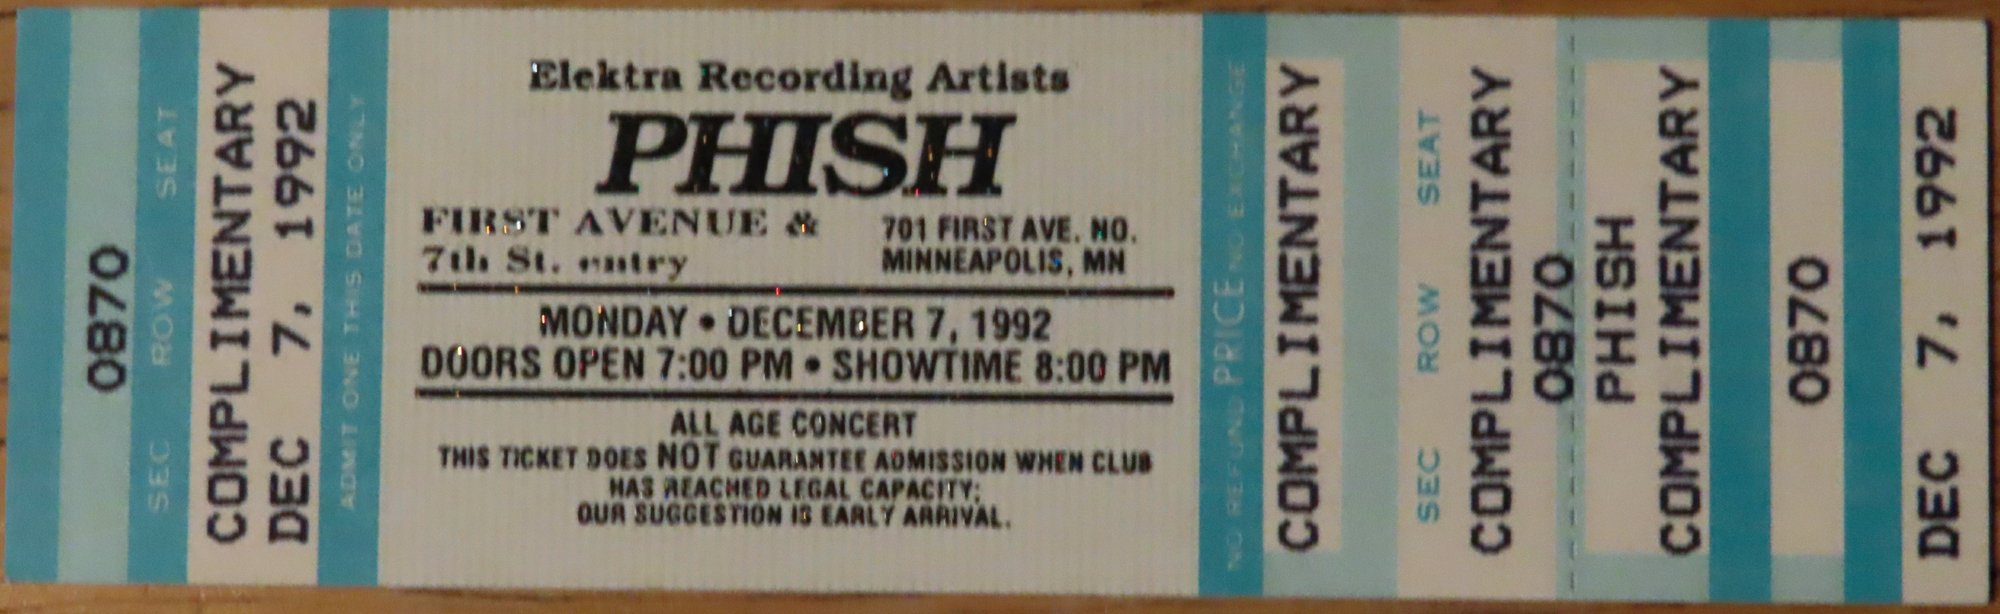 0870
SEC ROW SEAT
COMPLIMENTARY
DEC 7, 1992
ADMIT ONE THIS DATE ONLY
Elektra Recording Artists
PHISH
FIRST AVENUE &
7th St. entry
701 FIRST AVE. NO.
MINNEAPOLIS, MN
MONDAY • DECEMBER 7, 1992
DOORS OPEN 7:00 PM • SHOWTIME 8:00 PM
ALL AGE CONCERT
THIS TICKET DOES NOT GUARANTEE ADMISSION WHEN CLUB
HAS REACHED LEGAL CAPACITY;
OUR SUGGESTION IS EARLY ARRIVAL.
NO REFUND PRICE NO EXCHANGE
COMPLIMENTARY
SEC ROW SEAT
COMPLIMENTARY
0870
PHISH
COMPLIMENTARY
0870
DEC 7, 1992